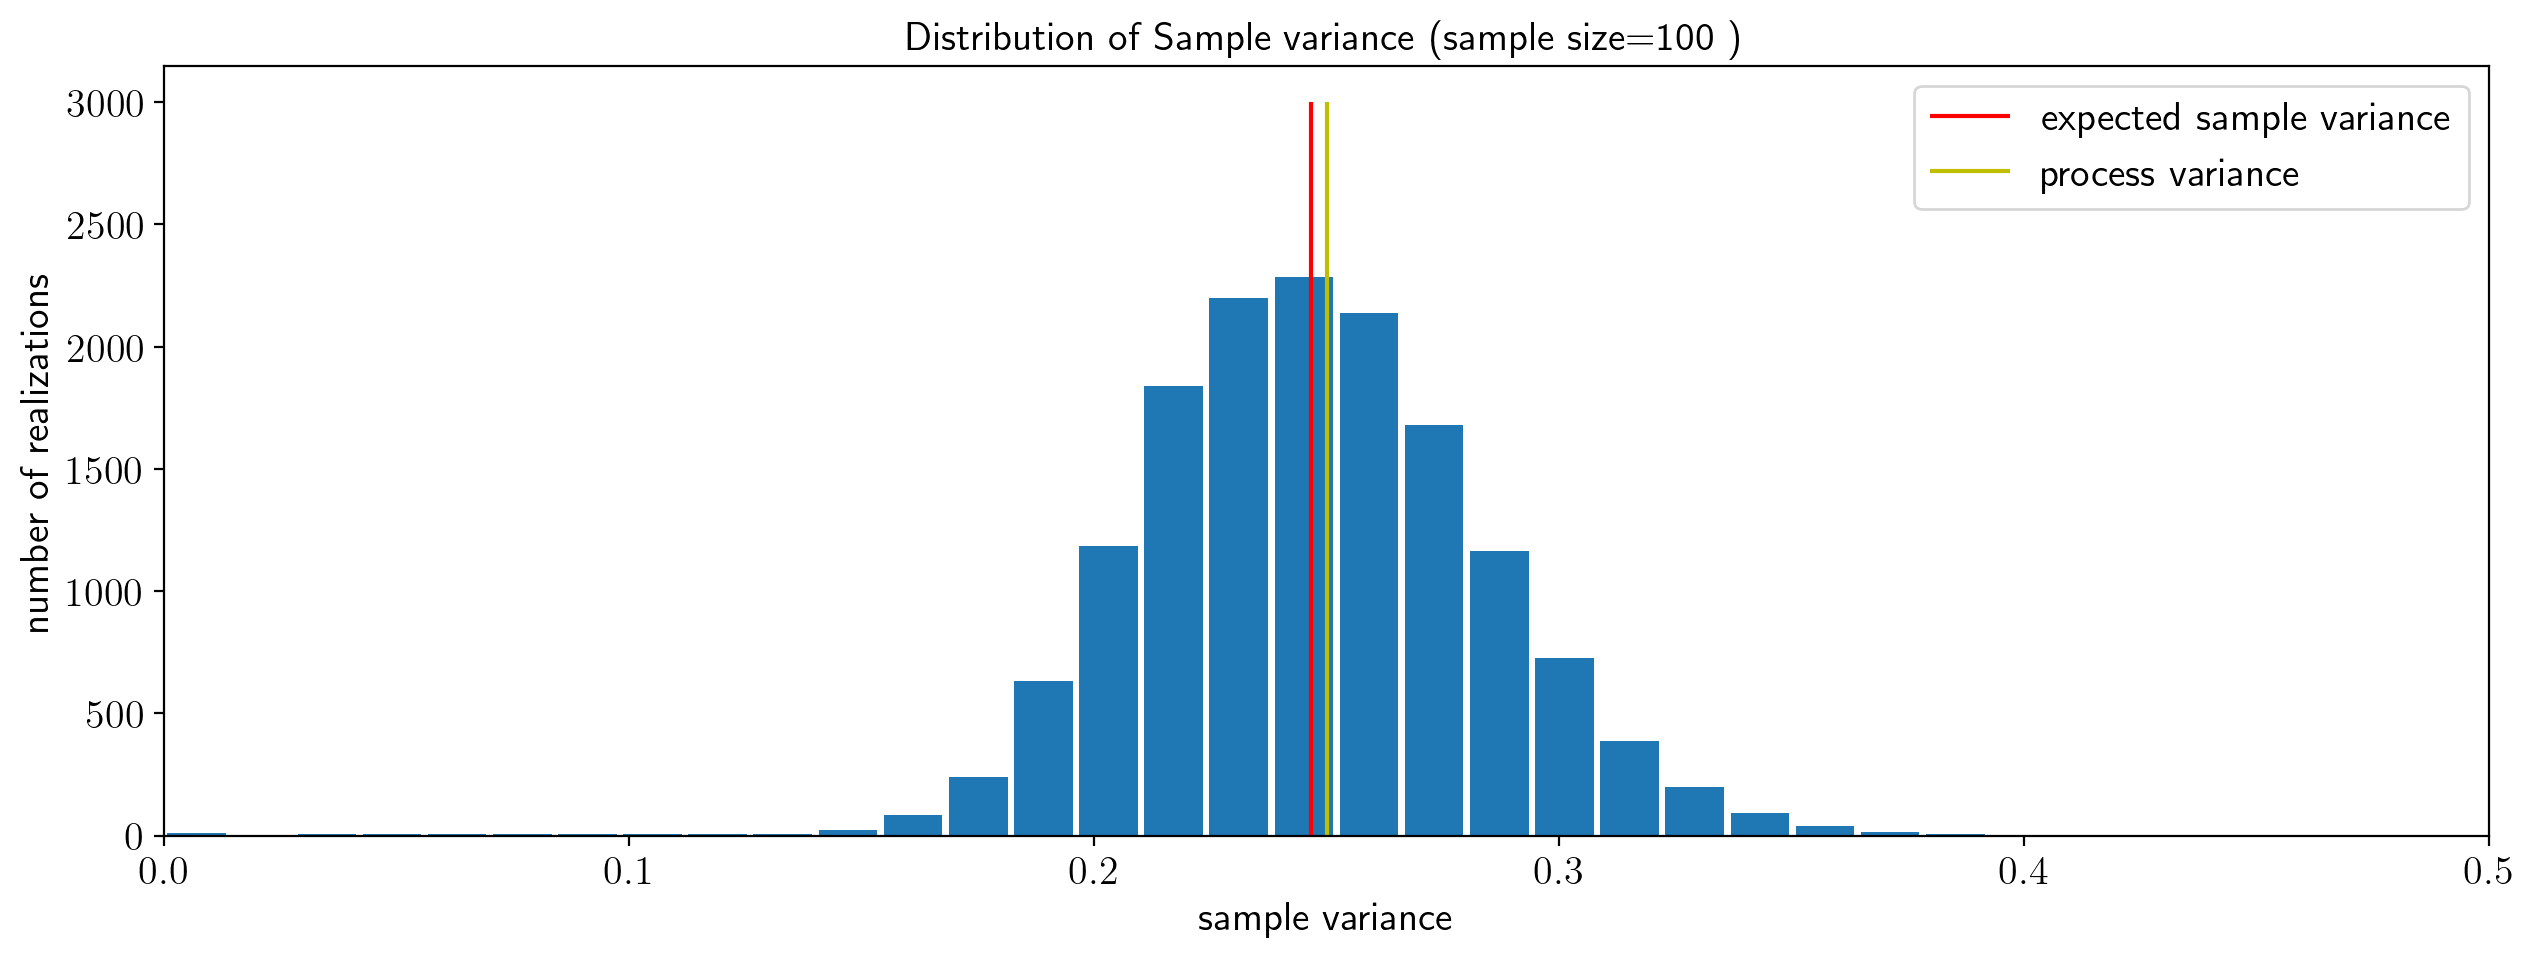 Distribution of Sample variance (sample size=100 )
expected sample variance
process variance
number of realizations
3000
2500
2000
1500
1000
500
0
0.0 0.1 0.2 0.3 0.4 0.5
sample variance